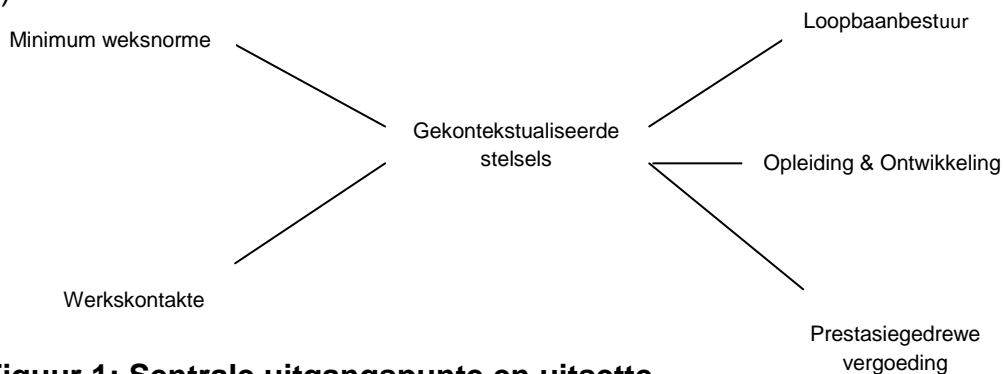 )
Loopbaanbestuur
Minimum weksnorme
Gekontekstualiseerde
stelsels
Opleiding & Ontwikkeling
Werkskontakte
Prestasiegedrewe
vergoeding
Figuur 1: Sentrale uitgangspunte en uitsette